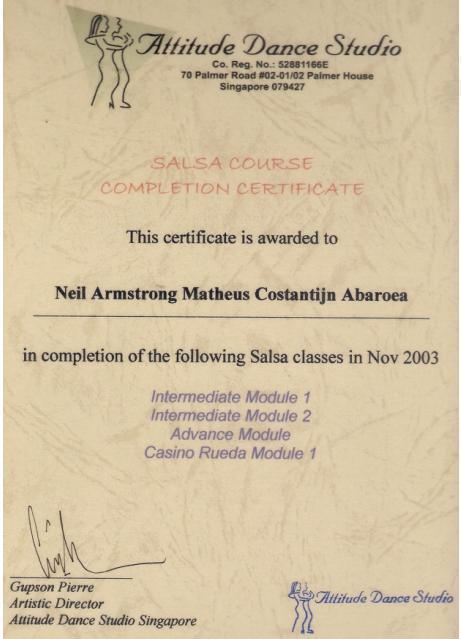 Attitude Dance Studio
Co. Reg. No.: 52881166E
70 Palmer Road #02-01/02 Palmer House
Singapore 079427
SALSA COURSE
COMPLETION CERTIFICATE
This certificate is awarded to
Neil Armstrong Matheus Costantijn Abaroea
in completion of the following Salsa classes in Nov 2003
Intermediate Module 1
Intermediate Module 2
Advance Module
Casino Rueda Module 1
Gupson Pierre
Artistic Director
Attitude Dance Studio Singapore
Attitude Dance Studio